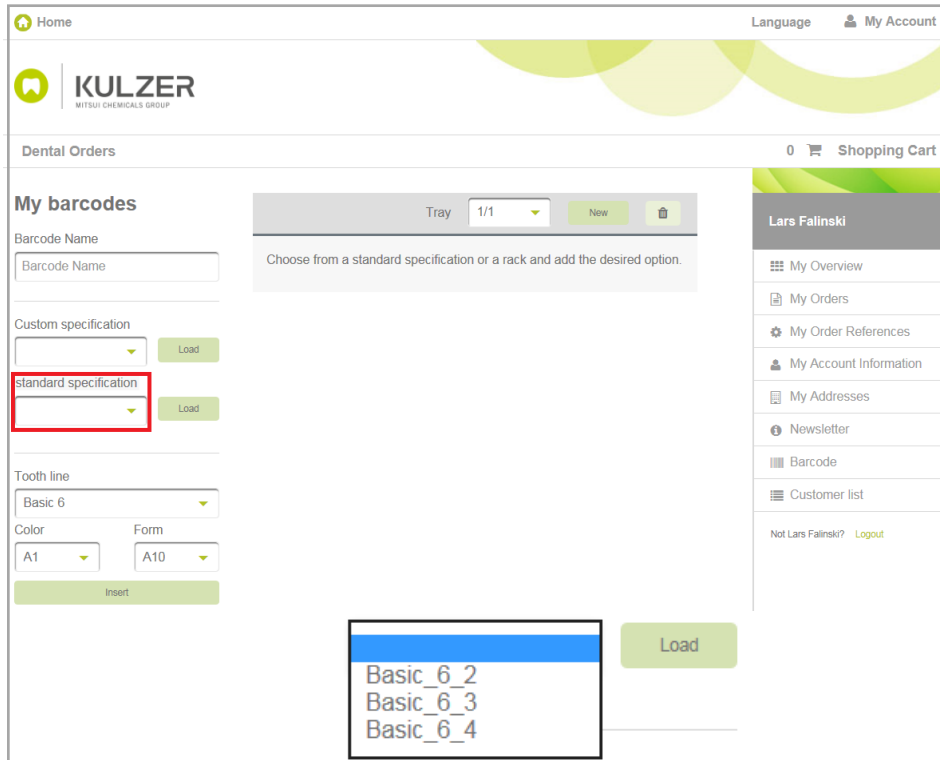 Home
Language
My Account
KULZER
MITSUI CHEMICALS GROUP
Dental Orders
0
Shopping Cart
My barcodes
Barcode Name
Barcode Name
Custom specification
Load
standard specification
Load
Tooth line
Basic 6
Color
Form
A1
A10
Insert
Tray
1/1
New
Choose from a standard specification or a rack and add the desired option.
Lars Falinski
My Overview
My Orders
My Order References
My Account Information
My Addresses
Newsletter
Barcode
Customer list
Not Lars Falinski? Logout
Basic_6_2
Basic_6_3
Basic_6_4
Load